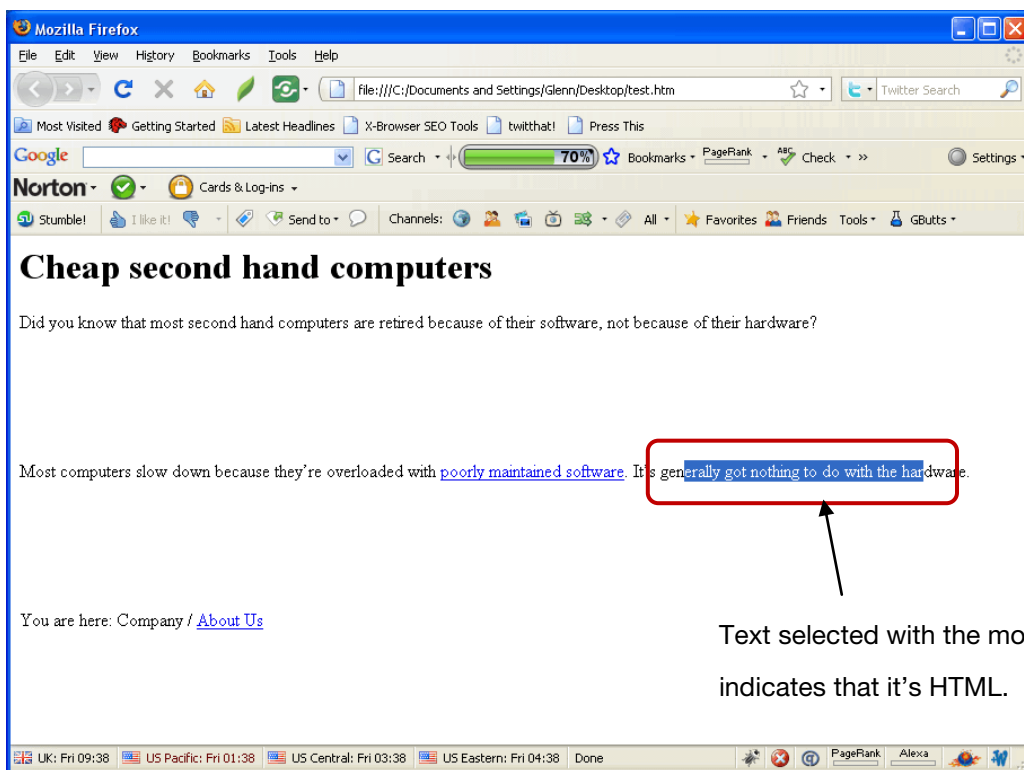 Mozilla Firefox
File Edit View History Bookmarks Tools Help
file:///C:/Documents and Settings/Glenn/Desktop/test.htm Twitter Search
Most Visited Getting Started Latest Headlines X-Browser SEO Tools twitthat! Press This
Google G Search 70% Bookmarks PageRank ABC Check » Settings
Norton Cards & Log-ins
Stumble! I like it! Send to Channels: All Favorites Friends Tools GButts
Cheap second hand computers
Did you know that most second hand computers are retired because of their software, not because of their hardware?
Most computers slow down because they're overloaded with poorly maintained software. It's generally got nothing to do with the hardware.
You are here: Company / About Us
Text selected with the mo
indicates that it's HTML.
UK: Fri 09:38 US Pacific: Fri 01:38 US Central: Fri 03:38 US Eastern: Fri 04:38 Done @ PageRank Alexa